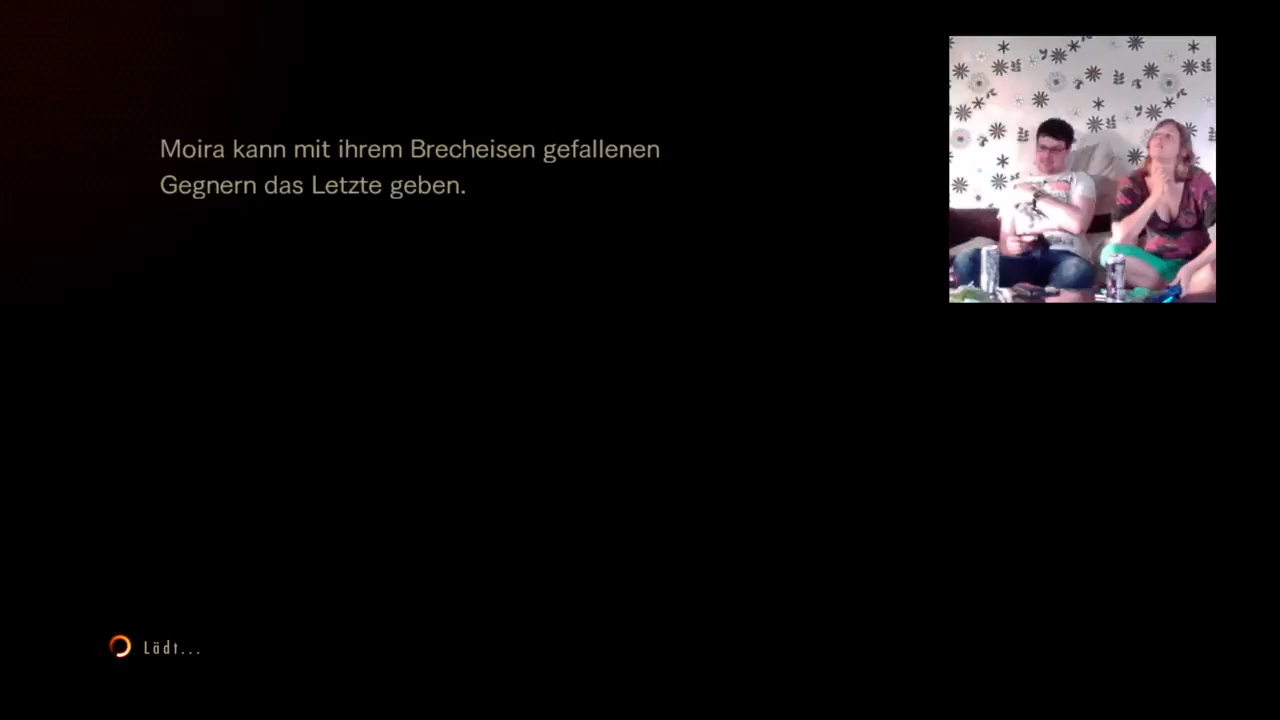 Moira kann mit ihrem Brecheisen gefallenen
Gegnern das Letzte geben.
Lädt...